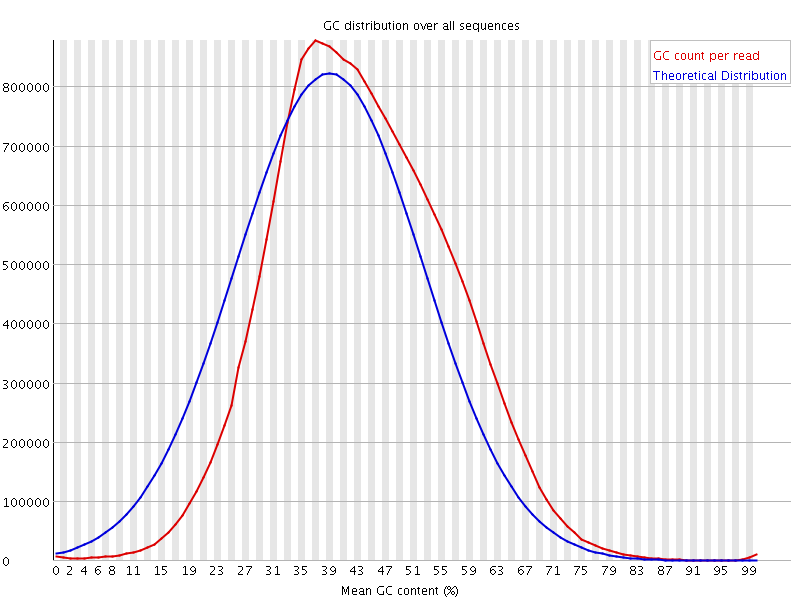 GC distribution over all sequences
GC count per read
Theoretical Distribution
800000
700000
600000
500000
400000
300000
200000
100000
0
0 2 4 6 8 11 15 19 23 27 31 35 39 43 47 51 55 59 63 67 71 75 79 83 87 91 95 99
Mean GC content (%)